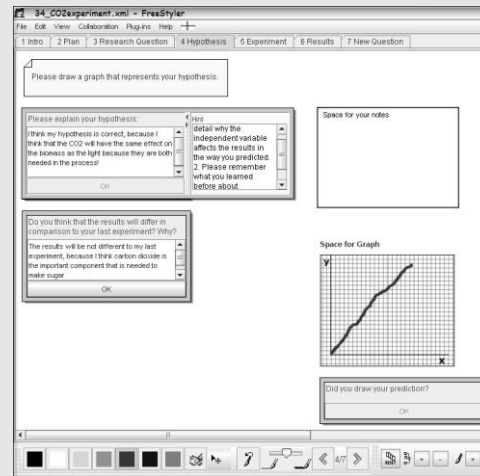 34_CO2experiment.xmi - FreeStyler
File Edit View Collaboration Plug-ins Help
1 Intro 2 Plan 3 Research Question 4 Hypothesis 5 Experiment 6 Results 7 New Question
Please draw a graph that represents your hypothesis.
Please explain your hypothesis:
I think my hypothesis is correct, because I
think that the CO2 will have the same effect on
the biomass as the light because they are both
needed in the process!
OK
Hint
detail why the
independent variable
affects the results in
the way you predicted.
2. Please remember
what you learned
before about
Space for your notes
Do you think that the results will differ in
comparison to your last experiment? Why?
The results will be not different to my last
experiment, because I think carbon dioxide is
the important component that is needed to
make sugar
OK
Space for Graph
y
x
Did you draw your prediction?
OK
4/7